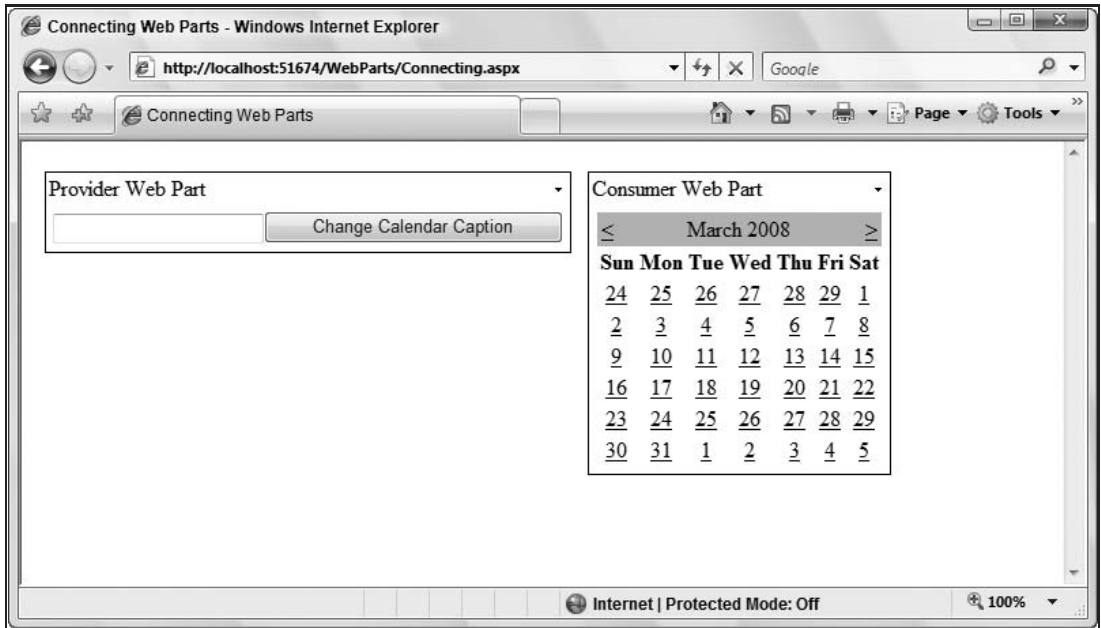 Connecting Web Parts - Windows Internet Explorer
http://localhost:51674/WebParts/Connecting.aspx
Google
Connecting Web Parts
Page
Tools
»
Provider Web Part
Change Calendar Caption
Consumer Web Part
< March 2008 >
Sun Mon Tue Wed Thu Fri Sat
24 25 26 27 28 29 1
2 3 4 5 6 7 8
9 10 11 12 13 14 15
16 17 18 19 20 21 22
23 24 25 26 27 28 29
30 31 1 2 3 4 5
Internet | Protected Mode: Off
100%